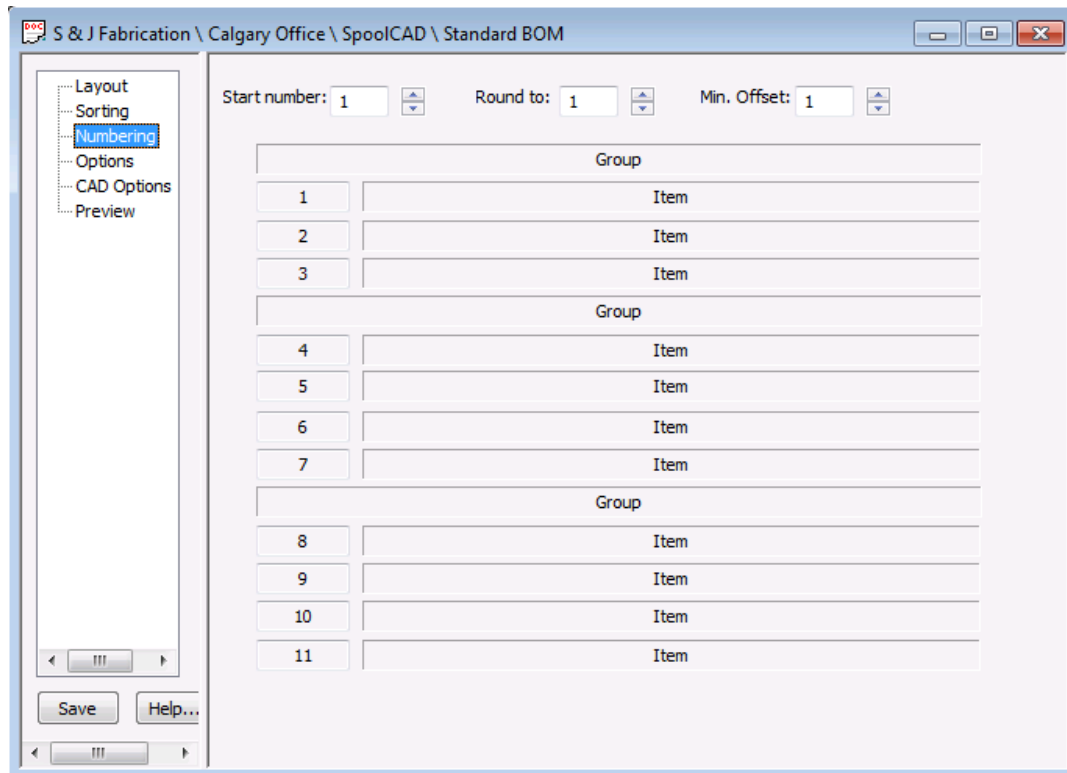 S & J Fabrication \ Calgary Office \ SpoolCAD \ Standard BOM
Layout
Sorting
Numbering
Options
CAD Options
Preview
Save
Help...
Start number: 1 Round to: 1 Min. Offset: 1
Group
1 Item
2 Item
3 Item
Group
4 Item
5 Item
6 Item
7 Item
Group
8 Item
9 Item
10 Item
11 Item